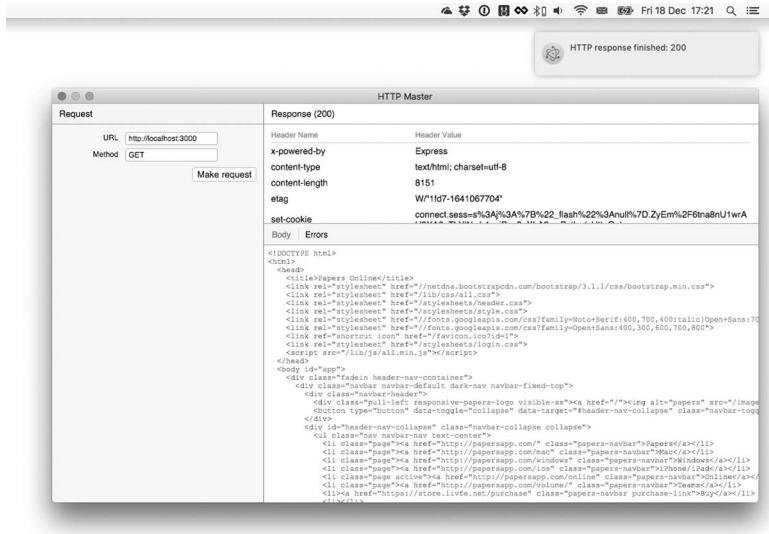 Fri 18 Dec 17:21
HTTP response finished: 200
HTTP Master
Request
Response (200)
URL http://localhost:3000
Method GET
Make request
Header Name Header Value
x-powered-by Express
content-type text/html; charset=utf-8
content-length 8151
etag W/"1fd7-1641067704"
set-cookie connect.sess=s%3Aj%3A%7B%22_flash%22%3Anull%7D.ZyEm%2F6tna8nU1wrA
Body Errors
<!DOCTYPE html>
<html>
<head>
<title>Papers Online</title>
<link rel="stylesheet" href="//netdna.bootstrapcdn.com/bootstrap/3.1.1/css/bootstrap.min.css">
<link rel="stylesheet" href="/lib/css/all.css">
<link rel="stylesheet" href="/stylesheets/header.css">
<link rel="stylesheet" href="/stylesheets/style.css">
<link rel="stylesheet" href="//fonts.googleapis.com/css?family=Noto+Serif:400,700,400italic|Open+Sans:70
<link rel="stylesheet" href="//fonts.googleapis.com/css?family=Open+Sans:400,300,600,700,800">
<link rel="shortcut icon" href="/favicon.ico?id=1">
<link rel="stylesheet" href="/stylesheets/login.css">
<script src="/lib/js/all.min.js"></script>
</head>
<body id="app">
<div class="fadein header-nav-container">
<div class="navbar navbar-default dark-nav navbar-fixed-top">
<div class="navbar-header">
<div class="pull-left responsive-papers-logo visible-xs"><a href="/"><img alt="papers" src="/image
<button type="button" data-toggle="collapse" data-target="#header-nav-collapse" class="navbar-togg
</div>
<div id="header-nav-collapse" class="navbar-collapse collapse">
<ul class="nav navbar-nav text-center">
<li class="page"><a href="http://papersapp.com/" class="papers-navbar">Papers</a></li>
<li class="page"><a href="http://papersapp.com/mac" class="papers-navbar">Mac</a></li>
<li class="page"><a href="http://papersapp.com/windows" class="papers-navbar">Windows</a></li>
<li class="page"><a href="http://papersapp.com/ios" class="papers-navbar">iPhone/iPad</a></li>
<li class="page active"><a href="http://papersapp.com/online" class="papers-navbar">Online</a></
<li class="page"><a href="http://papersapp.com/volume/" class="papers-navbar">Teams</a></li>
<li><a href="https://store.livfe.net/purchase" class="papers-navbar purchase-link">Buy</a></li>
<li></li>